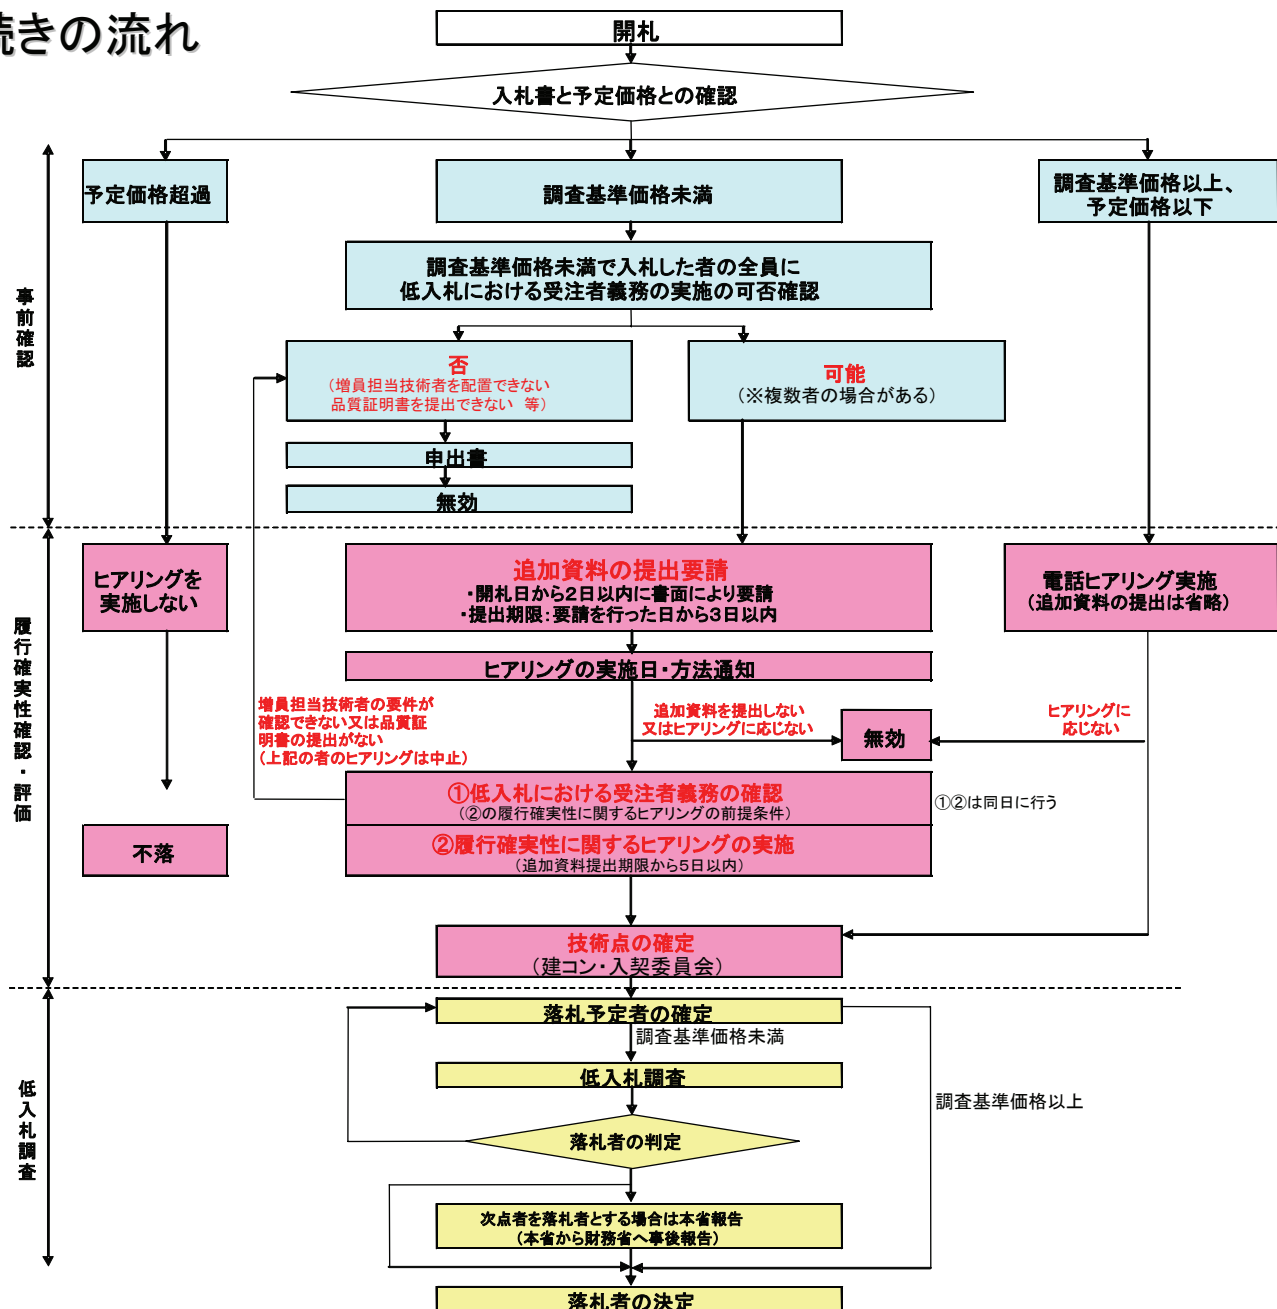 続きの流れ
開札
入札書と予定価格との確認
予定価格超過
調査基準価格未満
調査基準価格以上、
予定価格以下
調査基準価格未満で入札した者の全員に
低入札における受注者義務の実施の可否確認
事前確認
否
（増員担当技術者を配置できない
品質証明書を提出できない　等）
可能
（※複数者の場合がある）
申出書
無効
ヒアリングを
実施しない
追加資料の提出要請
・開札日から2日以内に書面により要請
・提出期限：要請を行った日から3日以内
電話ヒアリング実施
（追加資料の提出は省略）
履行確実性確認・評価
ヒアリングの実施日・方法通知
増員担当技術者の要件が
確認できない又は品質証
明書の提出がない
（上記の者のヒアリングは中止）
追加資料を提出しない
又はヒアリングに応じない
無効
ヒアリングに
応じない
①低入札における受注者義務の確認
（②の履行確実性に関するヒアリングの前提条件）
①②は同日に行う
不落
②履行確実性に関するヒアリングの実施
（追加資料提出期限から5日以内）
技術点の確定
（建コン・入契委員会）
落札予定者の確定
調査基準価格未満
低入札調査
低入札調査
調査基準価格以上
落札者の判定
次点者を落札者とする場合は本省報告
（本省から財務省へ事後報告）
落札者の決定